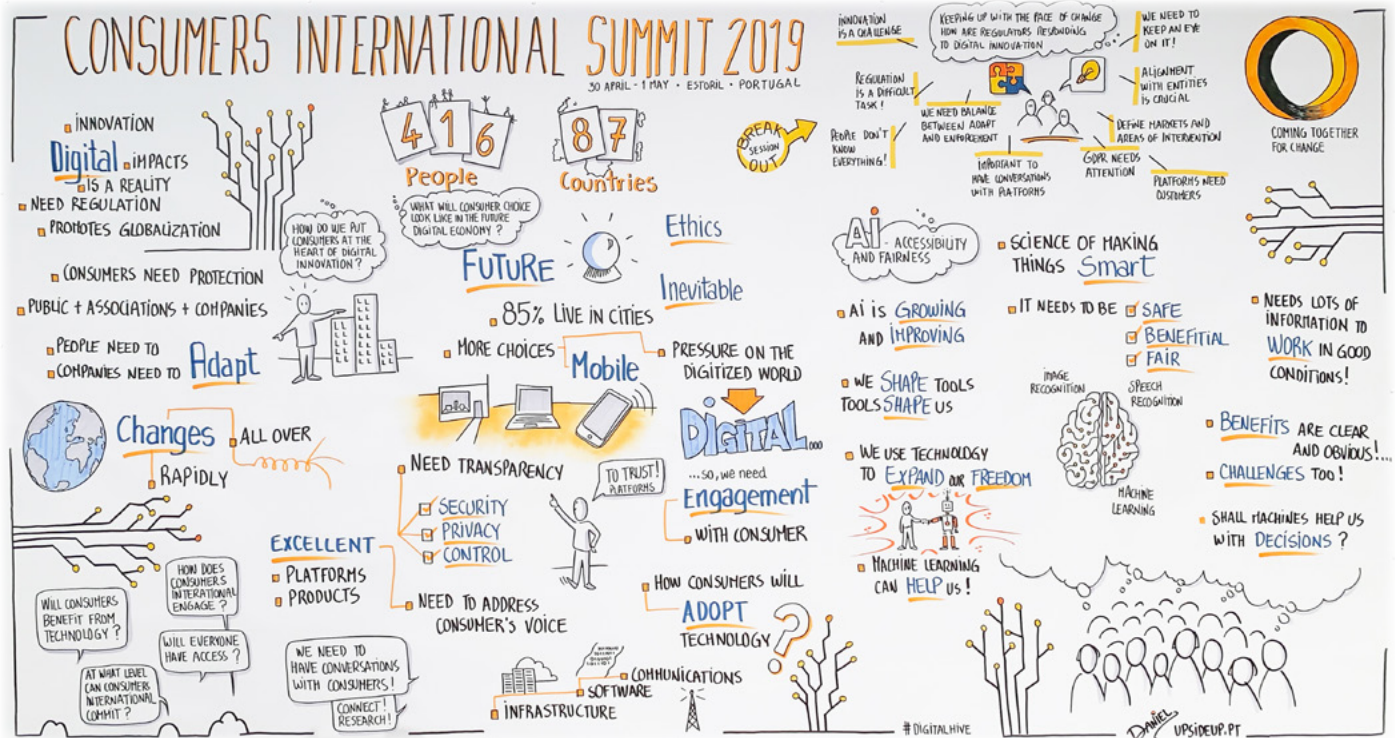 CONSUMERS INTERNATIONAL SUMMIT 2019
30 APRIL - 1 MAY • ESTORIL • PORTUGAL
INNOVATION
Digital
IMPACTS
IS A REALITY
NEED REGULATION
PROMOTES GLOBALIZATION
CONSUMERS NEED PROTECTION
PUBLIC + ASSOCIATIONS + COMPANIES
PEOPLE NEED TO
COMPANIES NEED TO
Adapt
Changes
ALL OVER
RAPIDLY
HOW DO WE PUT
CONSUMERS AT THE
HEART OF DIGITAL
INNOVATION?
416
People
87
Countries
WHAT WILL CONSUMER CHOICE
LOOK LIKE IN THE FUTURE
DIGITAL ECONOMY?
FUTURE
Ethics
Inevitable
85% LIVE IN CITIES
MORE CHOICES
Mobile
PRESSURE ON THE
DIGITIZED WORLD
DIGITAL...
...so, we need
Engagement
WITH CONSUMER
NEED TRANSPARENCY
SECURITY
PRIVACY
CONTROL
TO TRUST!
PLATFORMS
EXCELLENT
PLATFORMS
PRODUCTS
NEED TO ADDRESS
CONSUMER'S VOICE
HOW CONSUMERS WILL
ADOPT
TECHNOLOGY
?
WILL CONSUMERS
BENEFIT FROM
TECHNOLOGY?
HOW DOES
CONSUMERS
INTERATIONAL
ENGAGE?
WILL EVERYONE
HAVE ACCESS?
AT WHAT LEVEL
CAN CONSUMERS
INTERNATIONAL
COMMIT?
WE NEED TO
HAVE CONVERSATIONS
WITH CONSUMERS!
CONNECT!
RESEARCH!
COMMUNICATIONS
SOFTWARE
INFRASTRUCTURE
BREAK
SESSION
OUT
KEEPING UP WITH THE PACE OF CHANGE
HOW ARE REGULATORS RESPONDING
TO DIGITAL INNOVATION
INNOVATION
IS A CHALLENGE
REGULATION
IS A DIFFICULT
TASK!
PEOPLE DON'T
KNOW
EVERYTHING!
WE NEED BALANCE
BETWEEN ADAPT
AND ENFORCEMENT
IMPORTANT TO
HAVE CONVERSATIONS
WITH PLATFORMS
WE NEED TO
KEEP AN EYE
ON IT!
ALIGNMENT
WITH ENTITIES
IS CRUCIAL
DEFINE MARKETS AND
AREAS OF INTERVENTION
GDPR NEEDS
ATTENTION
PLATFORMS NEED
CUSTOMERS
COMING TOGETHER
FOR CHANGE
Ai - ACCESSIBILITY
AND FAIRNESS
AI IS GROWING
AND IMPROVING
WE SHAPE TOOLS
TOOLS SHAPE US
WE USE TECHNOLOGY
TO EXPAND OUR FREEDOM
MACHINE LEARNING
CAN HELP US!
SCIENCE OF MAKING
THINGS Smart
IT NEEDS TO BE
SAFE
BENEFITIAL
FAIR
IMAGE
RECOGNITION
SPEECH
RECOGNITION
MACHINE
LEARNING
NEEDS LOTS OF
INFORMATION TO
WORK IN GOOD
CONDITIONS!
BENEFITS ARE CLEAR
AND OBVIOUS!...
CHALLENGES TOO!
SHALL MACHINES HELP US
WITH DECISIONS?
#DIGITALHIVE
DANIEL
UPSIDEUP.PT